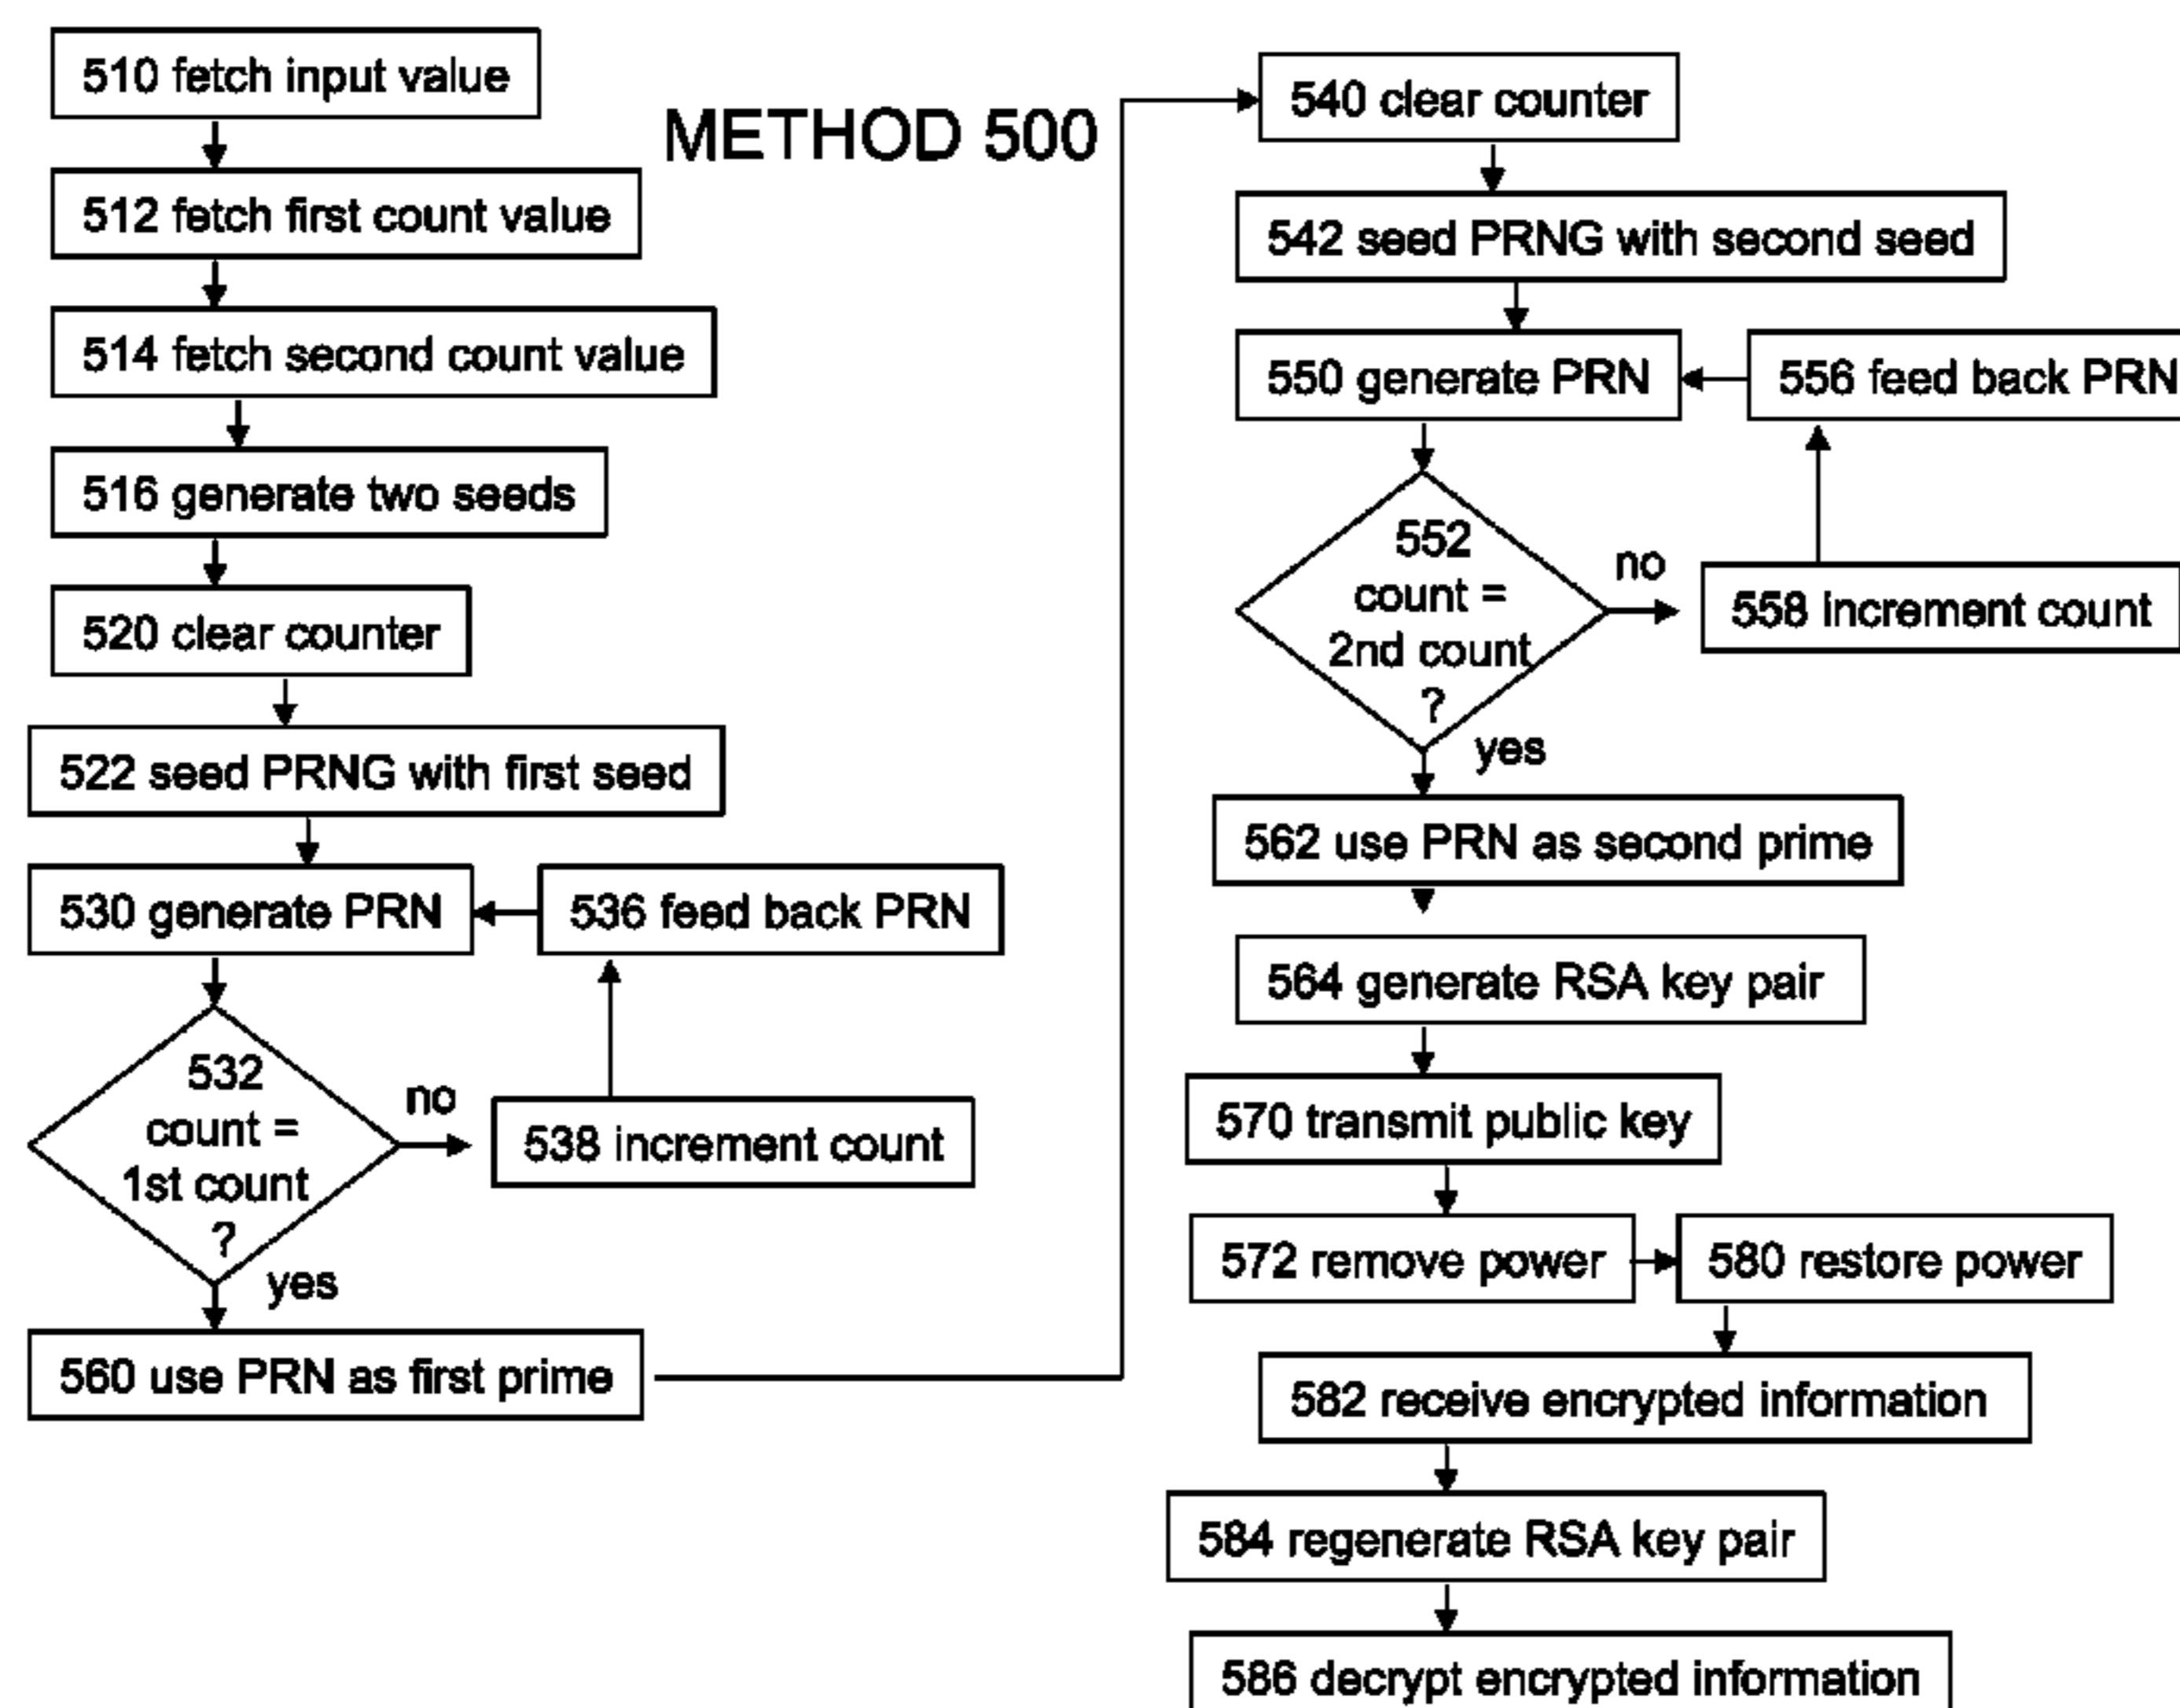 METHOD 500
510 fetch input value
512 fetch first count value
514 fetch second count value
516 generate two seeds
520 clear counter
522 seed PRNG with first seed
530 generate PRN
536 feed back PRN
532
count =
1st count
?
no
538 increment count
yes
560 use PRN as first prime
540 clear counter
542 seed PRNG with second seed
550 generate PRN
556 feed back PRN
552
count =
2nd count
?
no
558 increment count
yes
562 use PRN as second prime
564 generate RSA key pair
570 transmit public key
572 remove power
580 restore power
582 receive encrypted information
584 regenerate RSA key pair
586 decrypt encrypted information